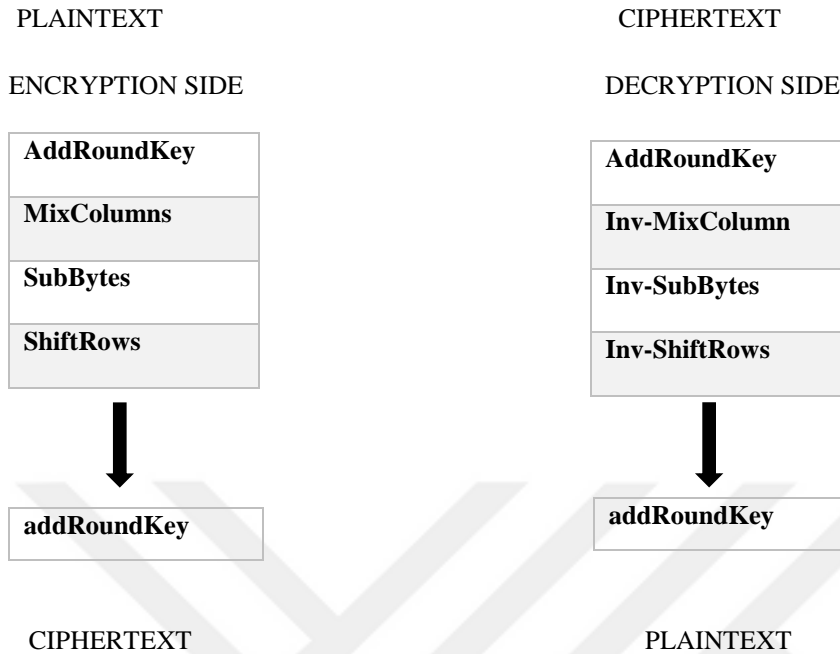 PLAINTEXT
CIPHERTEXT
ENCRYPTION SIDE
DECRYPTION SIDE
AddRoundKey
MixColumns
SubBytes
ShiftRows
addRoundKey
CIPHERTEXT
AddRoundKey
Inv-MixColumn
Inv-SubBytes
Inv-ShiftRows
addRoundKey
PLAINTEXT